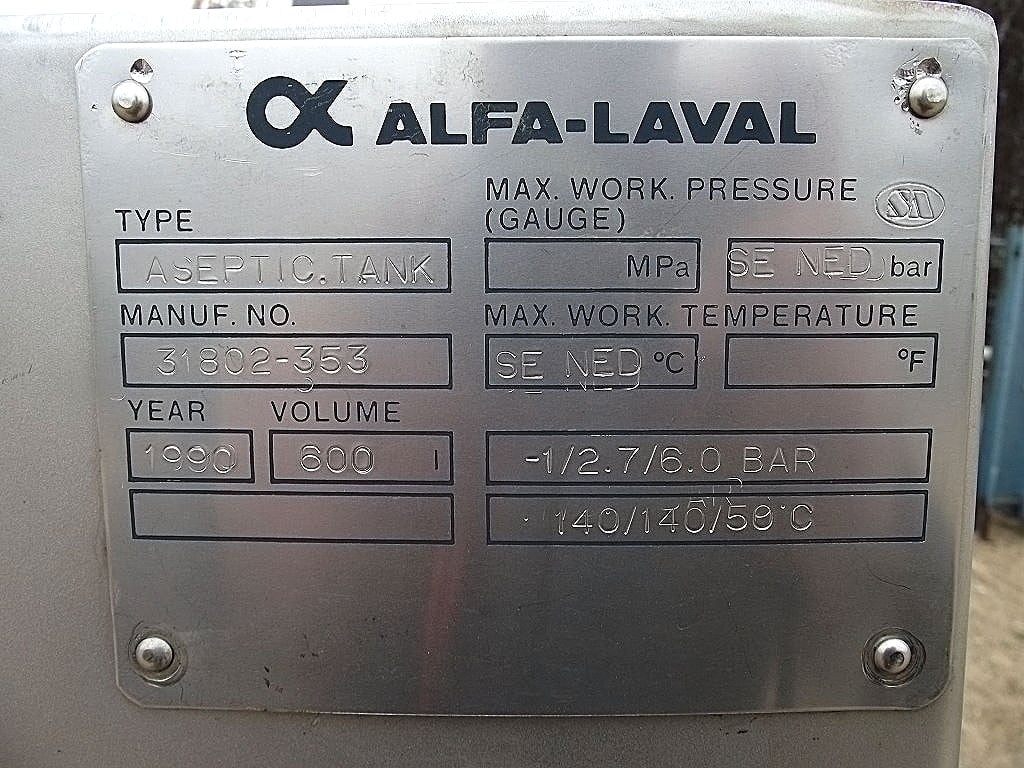 ALFA-LAVAL
TYPE
ASEPTIC.TANK
MANUF. NO.
31802-353
YEAR VOLUME
1990 600 l
MAX. WORK. PRESSURE
(GAUGE)
MPa SE NED bar
MAX. WORK. TEMPERATURE
SE NED °C °F
-1/2.7/6.0 BAR
140/140/50°C